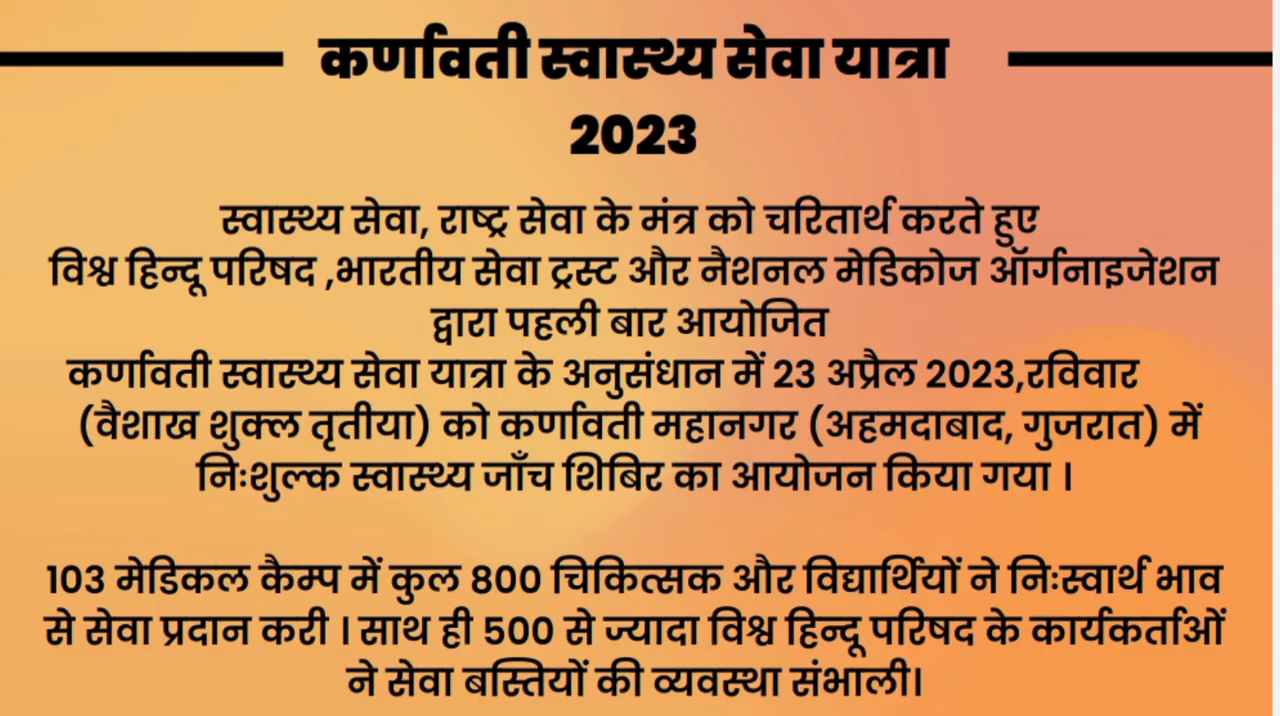 कर्णावती स्वास्थ्य सेवा यात्रा
2023
स्वास्थ्य सेवा, राष्ट्र सेवा के मंत्र को चरितार्थ करते हुए
विश्व हिन्दू परिषद ,भारतीय सेवा ट्रस्ट और नैशनल मेडिकोज ऑर्गनाइजेशन
द्वारा पहली बार आयोजित
कर्णावती स्वास्थ्य सेवा यात्रा के अनुसंधान में 23 अप्रैल 2023,रविवार
(वैशाख शुक्ल तृतीया) को कर्णावती महानगर (अहमदाबाद, गुजरात) में
निःशुल्क स्वास्थ्य जाँच शिबिर का आयोजन किया गया ।
103 मेडिकल कैम्प में कुल 800 चिकित्सक और विद्यार्थियों ने निःस्वार्थ भाव
से सेवा प्रदान करी । साथ ही 500 से ज्यादा विश्व हिन्दू परिषद के कार्यकर्ताओं
ने सेवा बस्तियों की व्यवस्था संभाली।